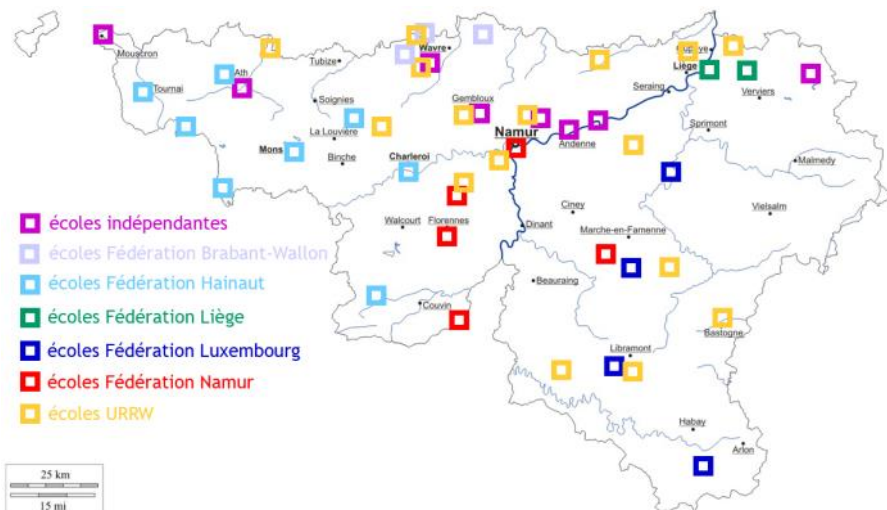 Mouscron
Tournai
Ath
Tubize
Wavre
Soignies
La Louvière
Mons
Binche
Charleroi
Gembloux
Namur
Andenne
Seraing
Liège
Verviers
Sprimont
Malmedy
Vielsalm
Ciney
Dinant
Walcourt
Florennes
Marche-en-Famenne
Beauraing
Couvin
Bastogne
Libramont
Habay
Arlon
écoles indépendantes
écoles Fédération Brabant-Wallon
écoles Fédération Hainaut
écoles Fédération Liège
écoles Fédération Luxembourg
écoles Fédération Namur
écoles URRW
25 km
15 mi